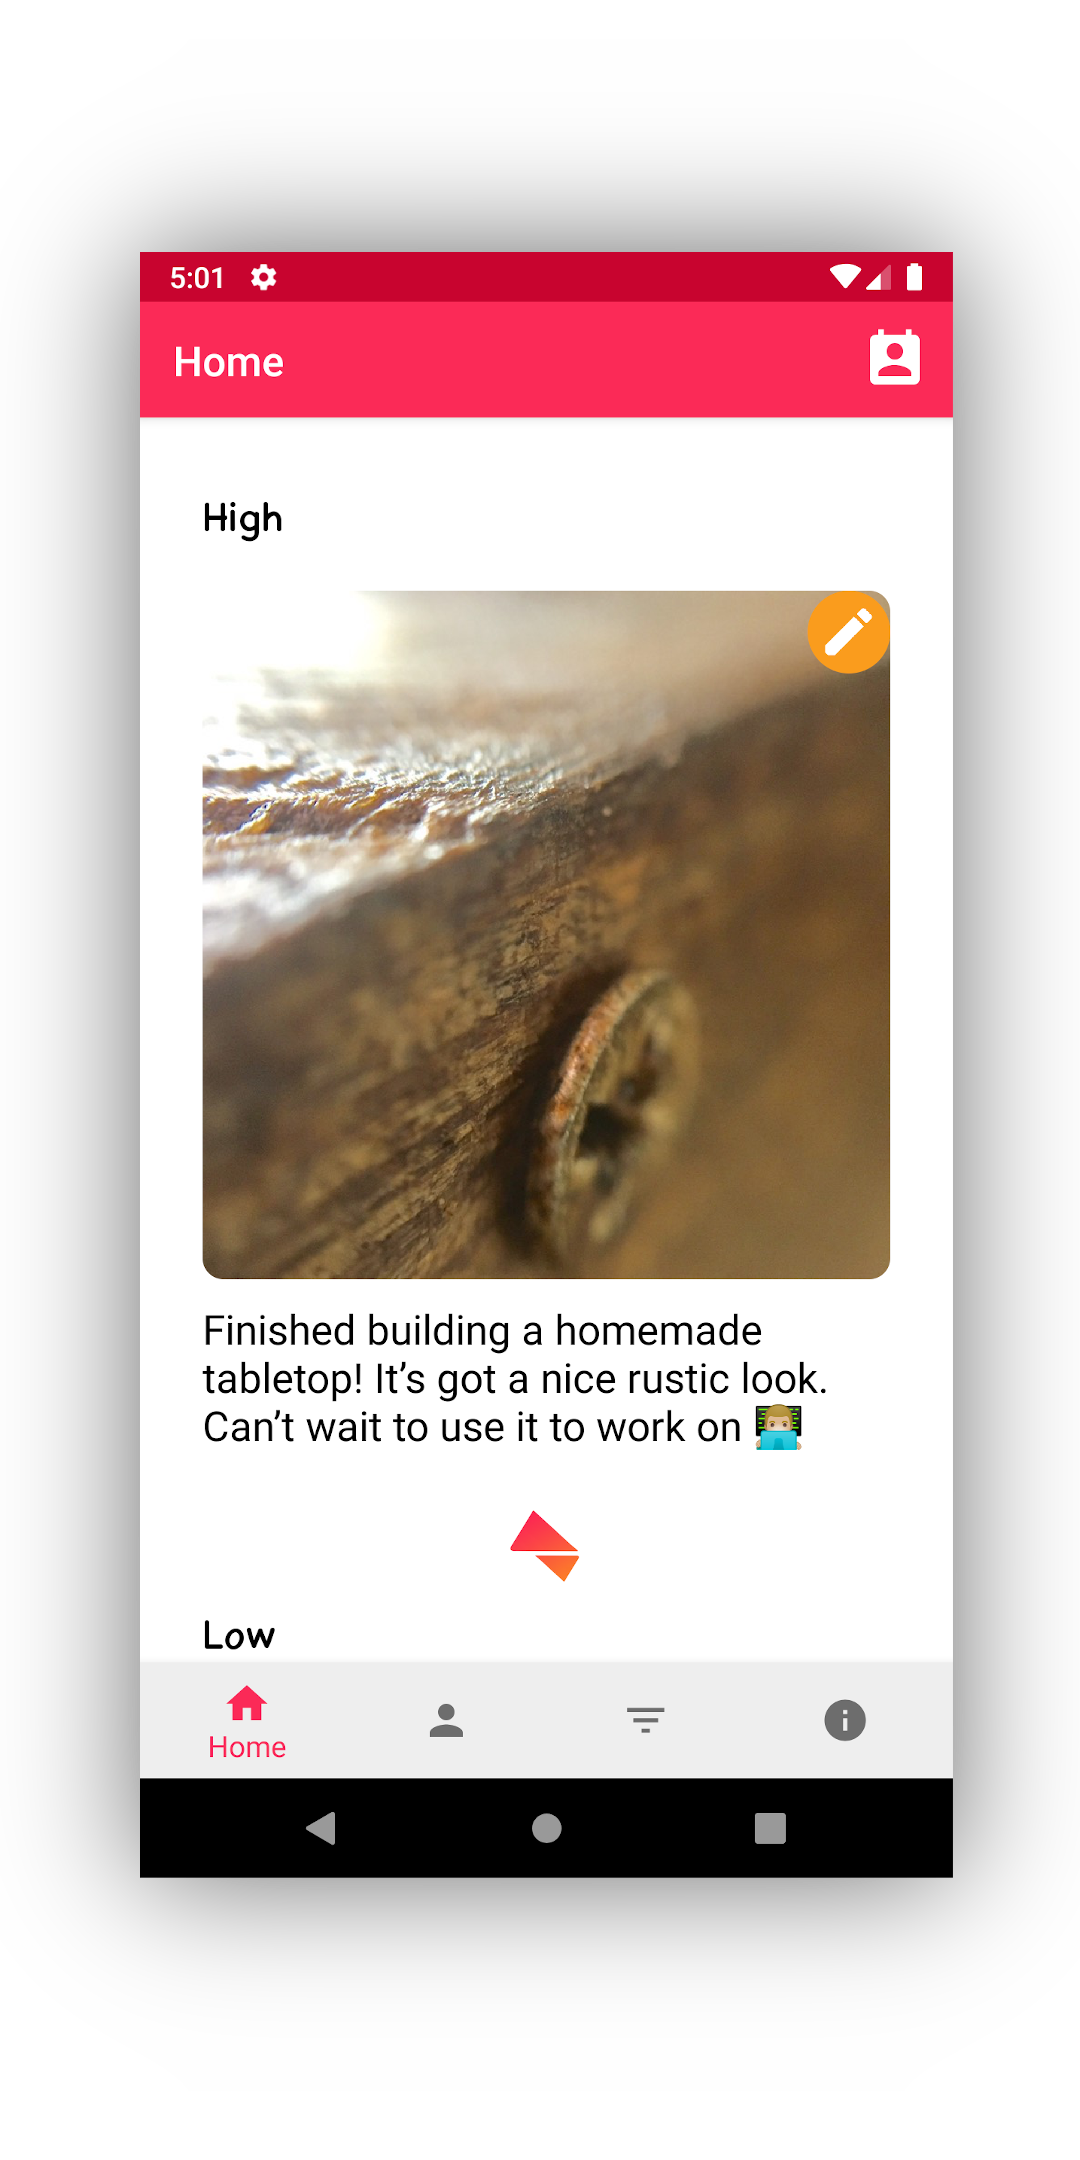 5:01
Home
High
Finished building a homemade
tabletop! It’s got a nice rustic look.
Can’t wait to use it to work on 👨🏼‍💻
Low
Home